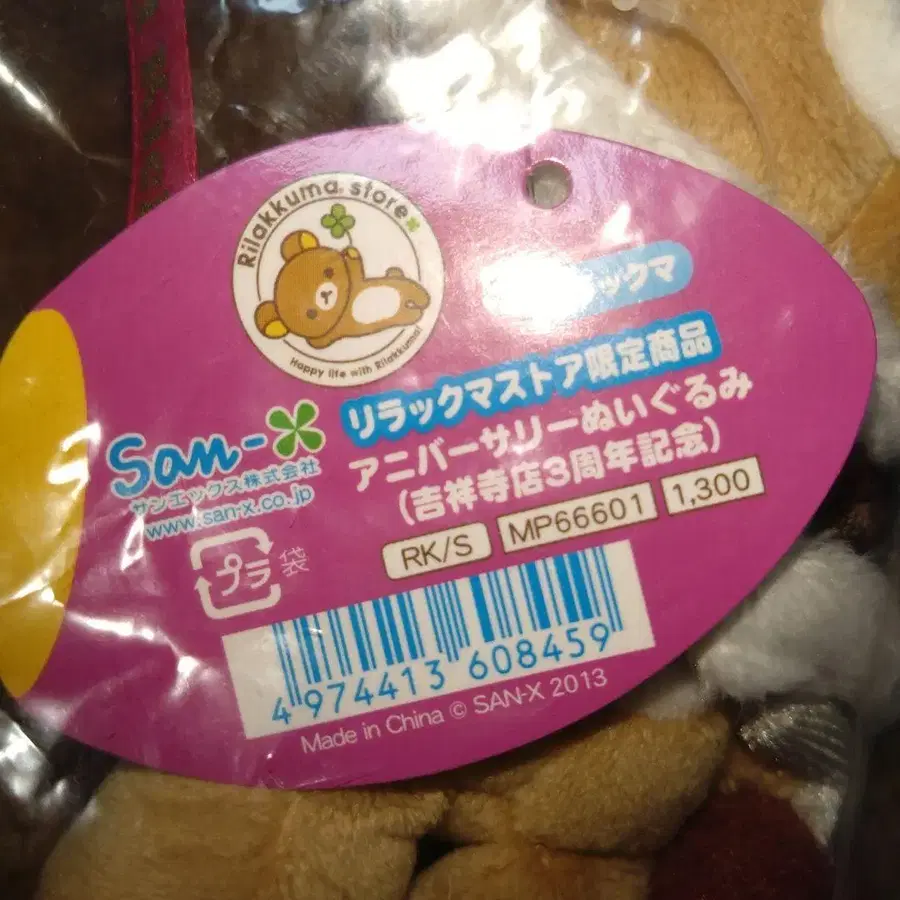 Rilakkuma® store
Happy life with Rilakkuma!
ックマ
リラックマストア限定商品
アニバーサリーぬいぐるみ
(吉祥寺店3周年記念)
RK/S MP66601 1,300
San-X
サンエックス株式会社
www.san-x.co.jp
プラ 袋
4 974413 608459
Made in China © SAN-X 2013